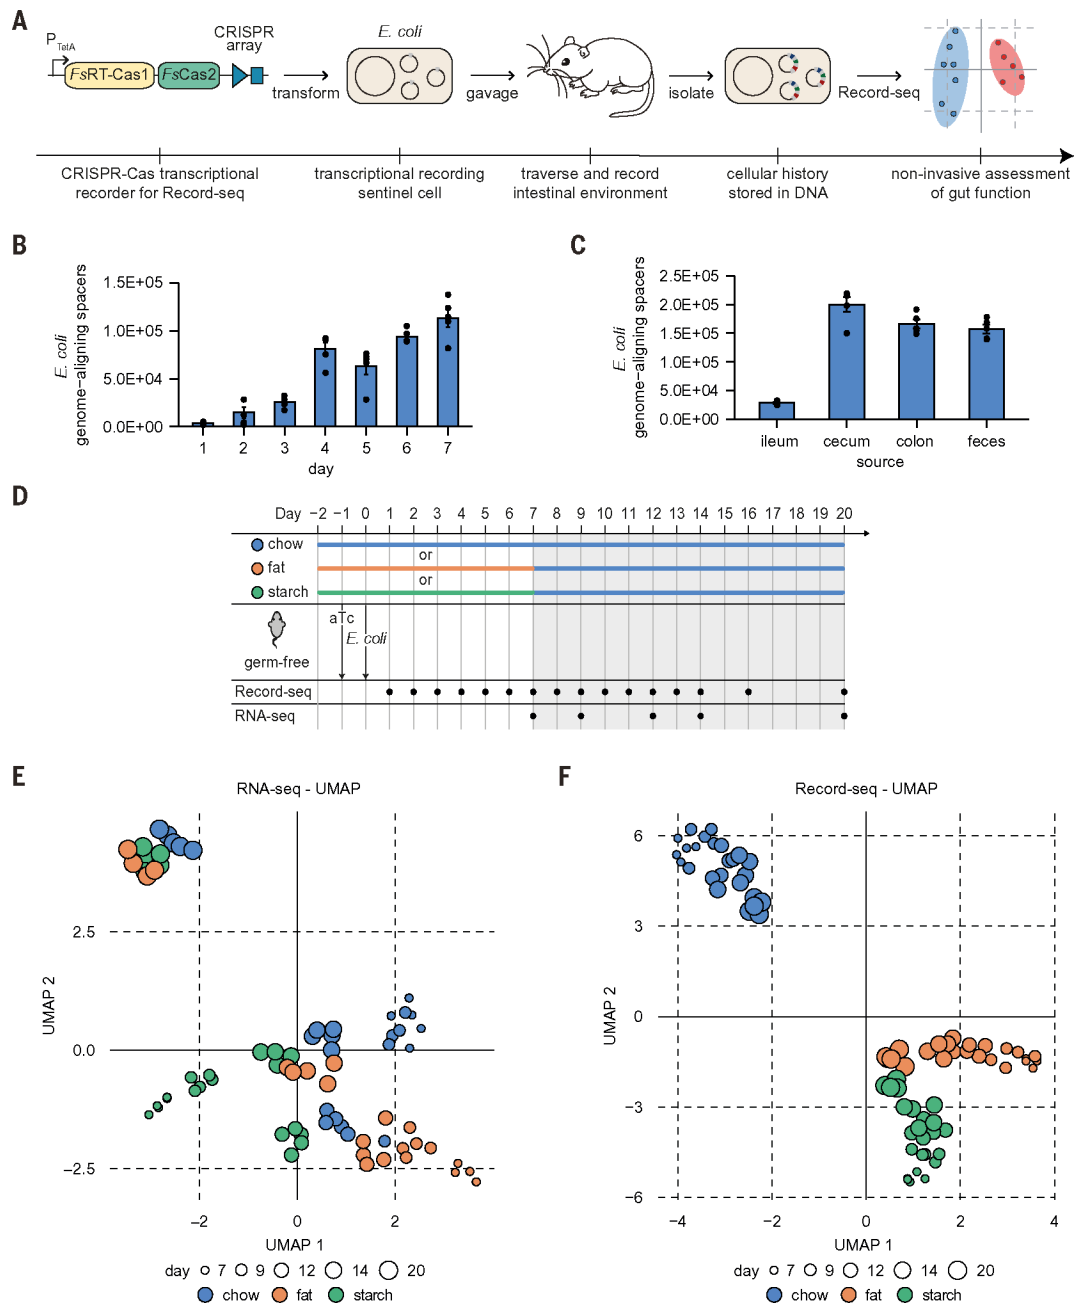 A
P TetA
FsRT-Cas1
FsCas2
CRISPR
array
transform
E. coli
gavage
isolate
Record-seq
CRISPR-Cas transcriptional
recorder for Record-seq
transcriptional recording
sentinel cell
traverse and record
intestinal environment
cellular history
stored in DNA
non-invasive assessment
of gut function
B
E. coli
genome−aligning spacers
1.5E+05
1.0E+05
5.0E+04
0.0E+00
1 2 3 4 5 6 7
day
C
E. coli
genome−aligning spacers
2.5E+05
2.0E+05
1.5E+05
1.0E+05
5.0E+04
0.0E+00
ileum cecum colon feces
source
D
Day −2 −1 0 1 2 3 4 5 6 7 8 9 10 11 12 13 14 15 16 17 18 19 20
chow
or
fat
or
starch
aTc
E. coli
germ-free
Record-seq
RNA-seq
E
RNA-seq - UMAP
UMAP 2
2.5
0.0
−2.5
−2 0 2
UMAP 1
day 7 9 12 14 20
chow fat starch
F
Record-seq - UMAP
UMAP 2
6
3
0
−3
−6
−4 −2 0 2 4
UMAP 1
day 7 9 12 14 20
chow fat starch